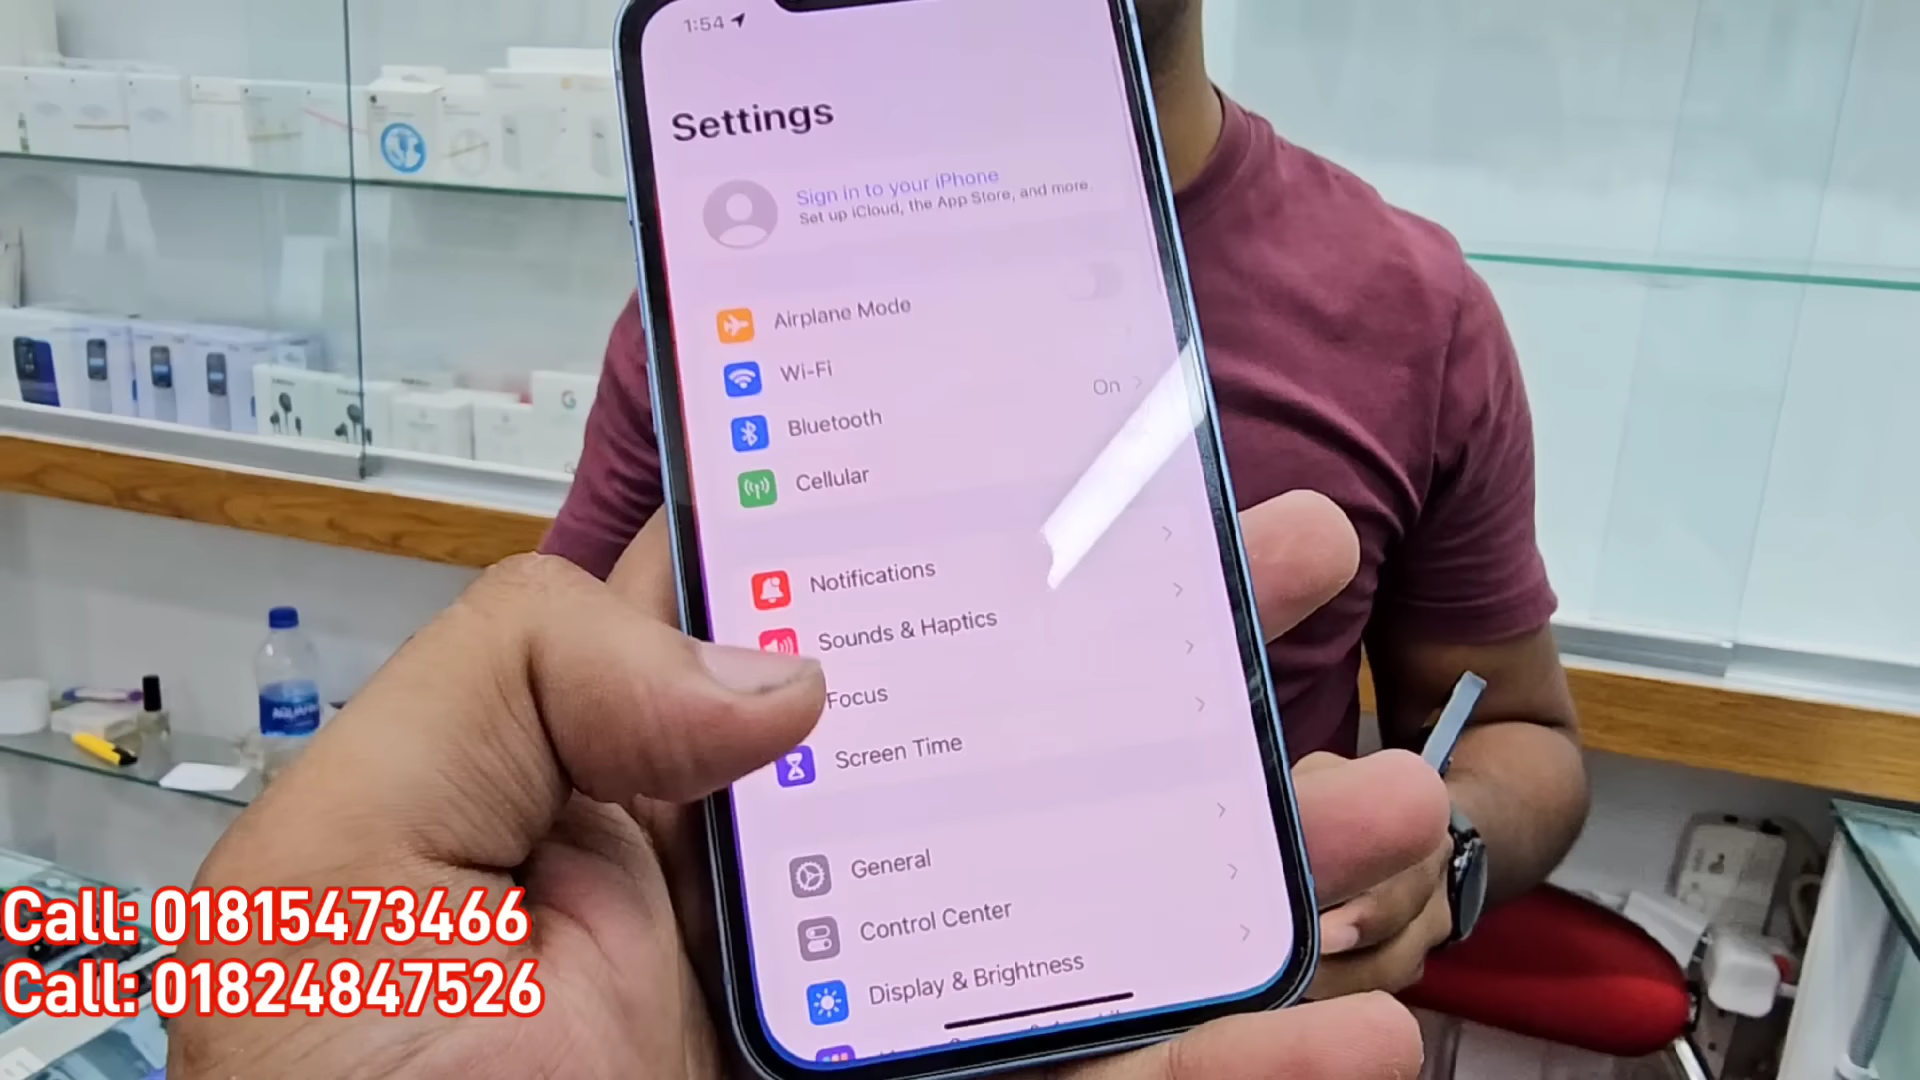 1:54
Settings
Sign in to your iPhone
Set up iCloud, the App Store, and more.
Airplane Mode
Wi-Fi
Bluetooth
On
Cellular
Notifications
Sounds & Haptics
Focus
Screen Time
General
Control Center
Display & Brightness
Call: 01815473466
Call: 01824847526